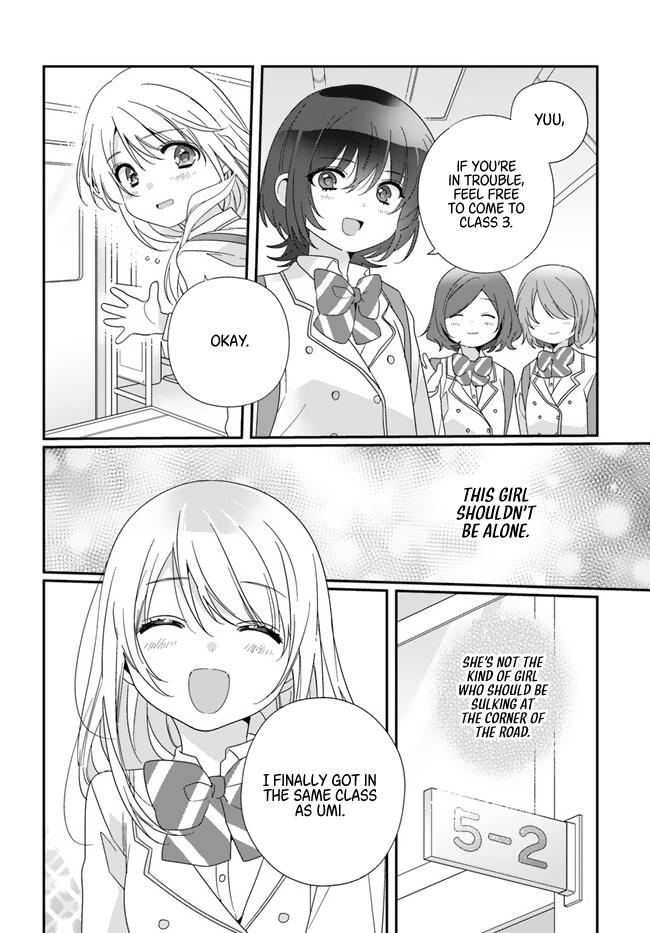 YUU,
IF YOU'RE
IN TROUBLE,
FEEL FREE
TO COME TO
CLASS 3.
OKAY.
THIS GIRL
SHOULDN'T
BE ALONE.
SHE'S NOT THE
KIND OF GIRL
WHO SHOULD BE
SULKING AT
THE CORNER OF
THE ROAD.
5-2
I FINALLY GOT IN
THE SAME CLASS
AS UMI.